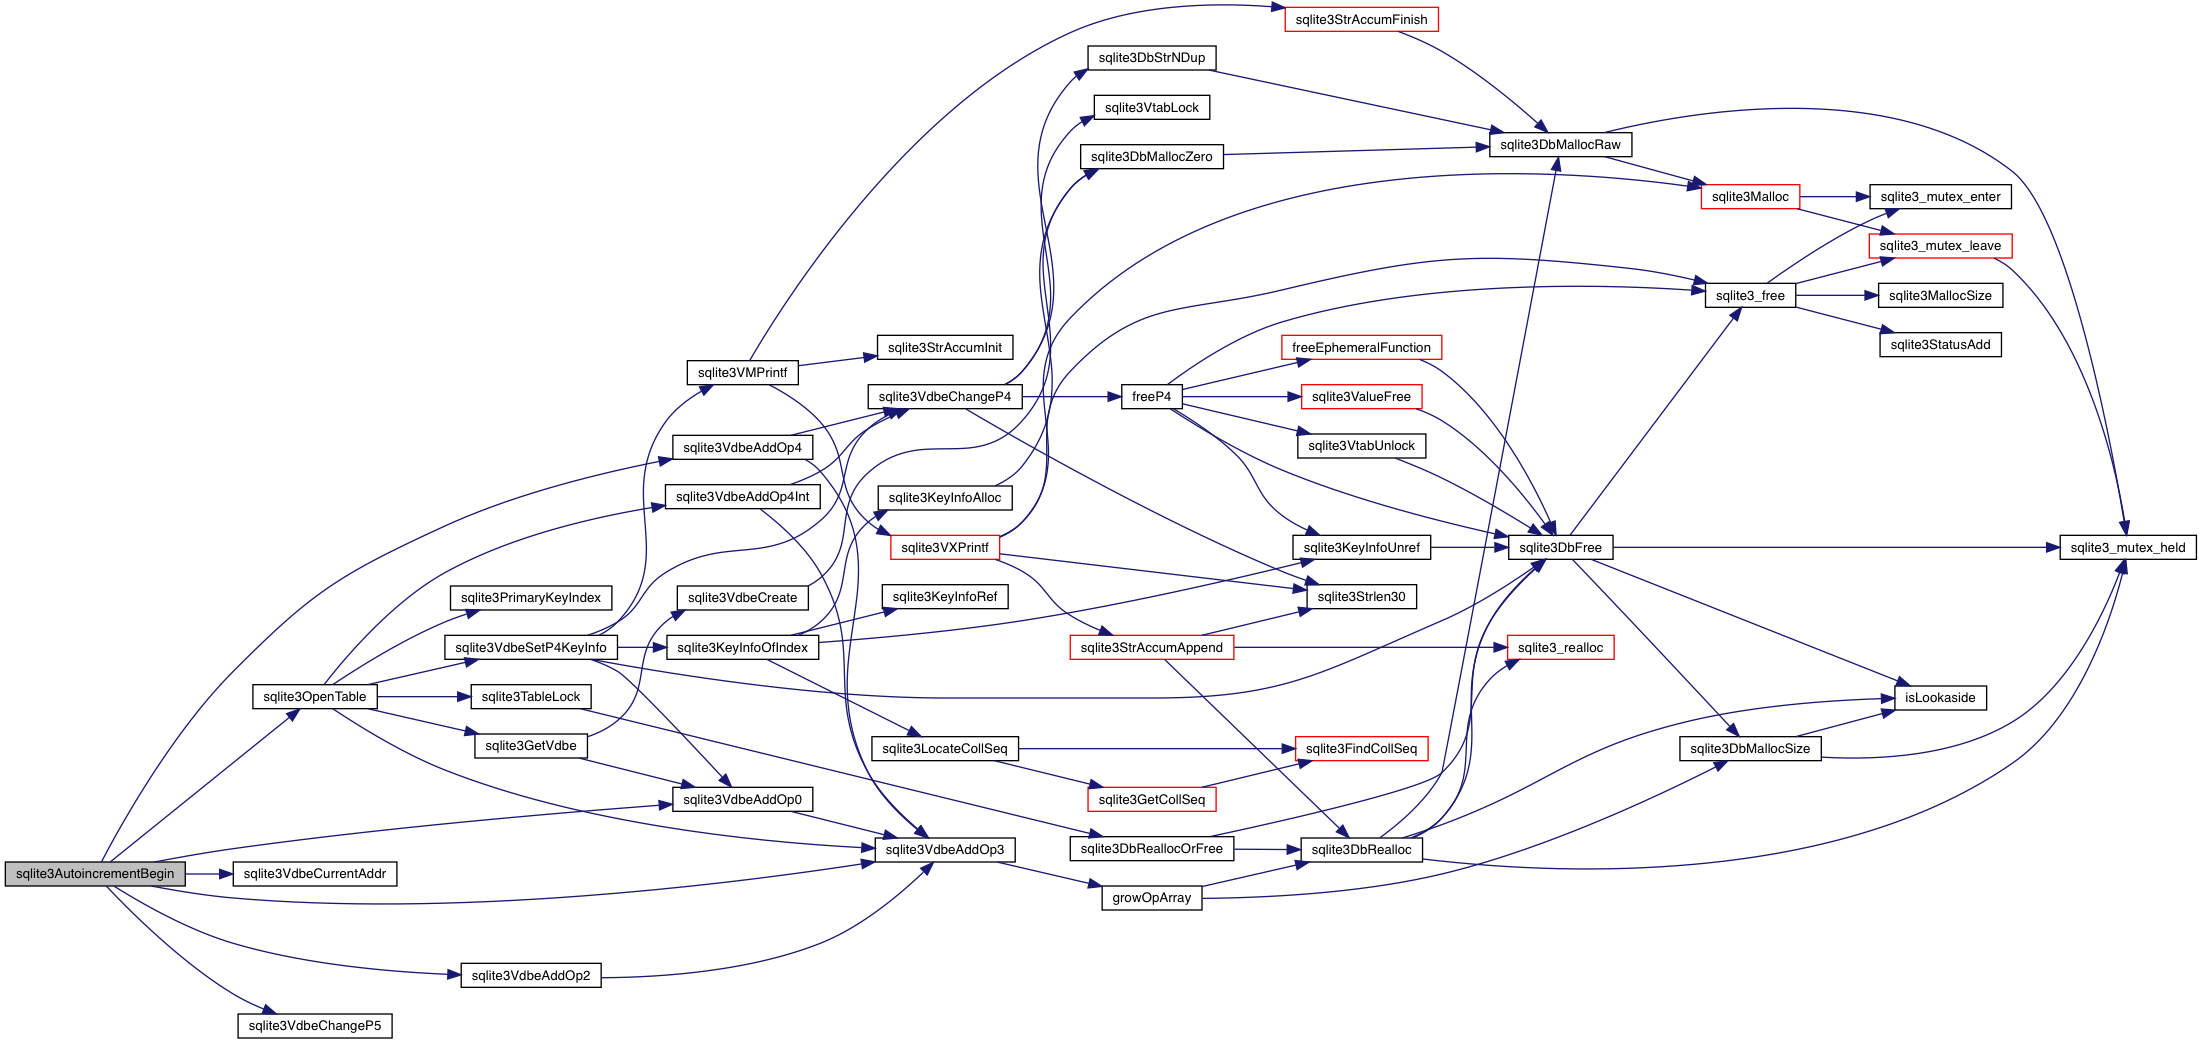 sqlite3StrAccumFinish
sqlite3DbStrNDup
sqlite3VtabLock
sqlite3DbMallocRaw
sqlite3DbMallocZero
sqlite3Malloc
sqlite3_mutex_enter
sqlite3_mutex_leave
sqlite3_free
sqlite3MallocSize
sqlite3StatusAdd
sqlite3StrAccumInit
freeEphemeralFunction
sqlite3VMPrintf
sqlite3VdbeChangeP4
freeP4
sqlite3ValueFree
sqlite3VdbeAddOp4
sqlite3VtabUnlock
sqlite3VdbeAddOp4Int
sqlite3KeyInfoAlloc
sqlite3VXPrintf
sqlite3KeyInfoUnref
sqlite3DbFree
sqlite3_mutex_held
sqlite3PrimaryKeyIndex
sqlite3VdbeCreate
sqlite3KeyInfoRef
sqlite3Strlen30
sqlite3VdbeSetP4KeyInfo
sqlite3KeyInfoOfIndex
sqlite3StrAccumAppend
sqlite3_realloc
sqlite3OpenTable
sqlite3TableLock
isLookaside
sqlite3GetVdbe
sqlite3LocateCollSeq
sqlite3FindCollSeq
sqlite3DbMallocSize
sqlite3VdbeAddOp0
sqlite3GetCollSeq
sqlite3VdbeAddOp3
sqlite3DbReallocOrFree
sqlite3DbRealloc
sqlite3AutoincrementBegin
sqlite3VdbeCurrentAddr
growOpArray
sqlite3VdbeAddOp2
sqlite3VdbeChangeP5